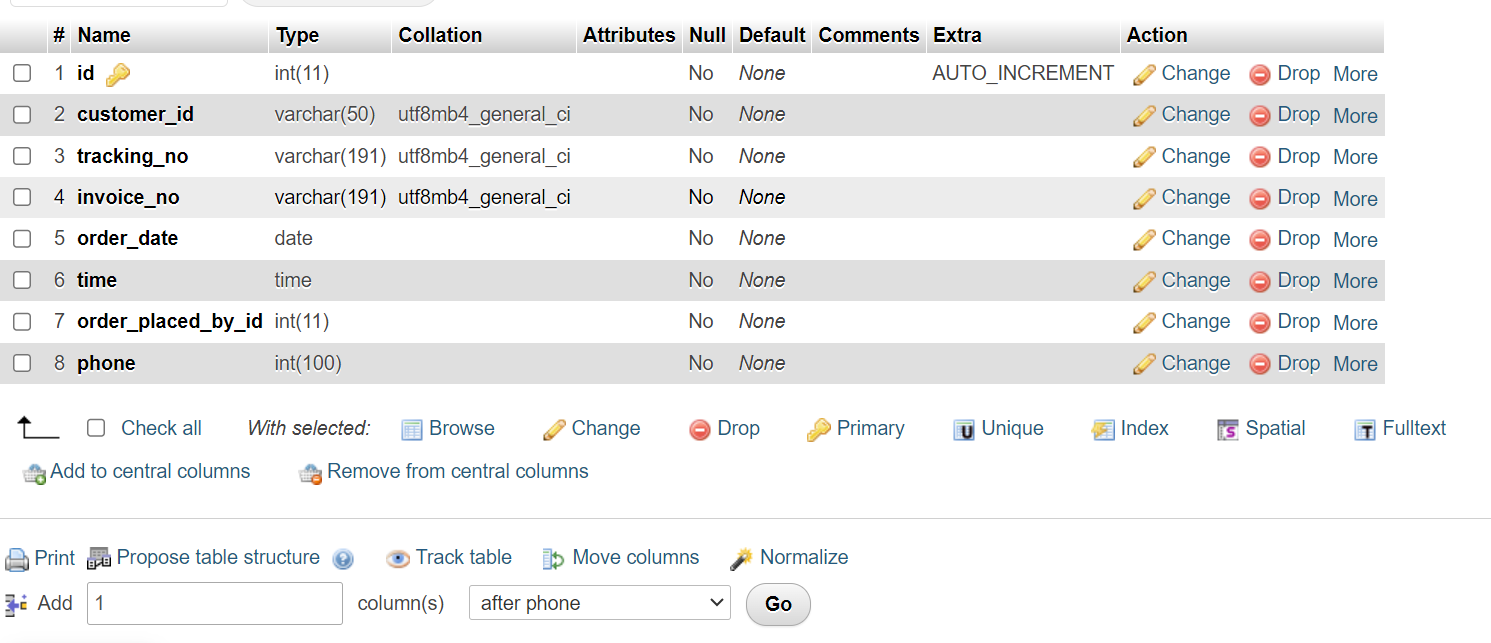 # Name Type Collation Attributes Null Default Comments Extra Action
1 id int(11) No None AUTO_INCREMENT Change Drop More
2 customer_id varchar(50) utf8mb4_general_ci No None Change Drop More
3 tracking_no varchar(191) utf8mb4_general_ci No None Change Drop More
4 invoice_no varchar(191) utf8mb4_general_ci No None Change Drop More
5 order_date date No None Change Drop More
6 time time No None Change Drop More
7 order_placed_by_id int(11) No None Change Drop More
8 phone int(100) No None Change Drop More
Check all With selected: Browse Change Drop Primary U Unique Index S Spatial T Fulltext
Add to central columns Remove from central columns
Print Propose table structure ? Track table Move columns Normalize
Add 1 column(s) after phone Go